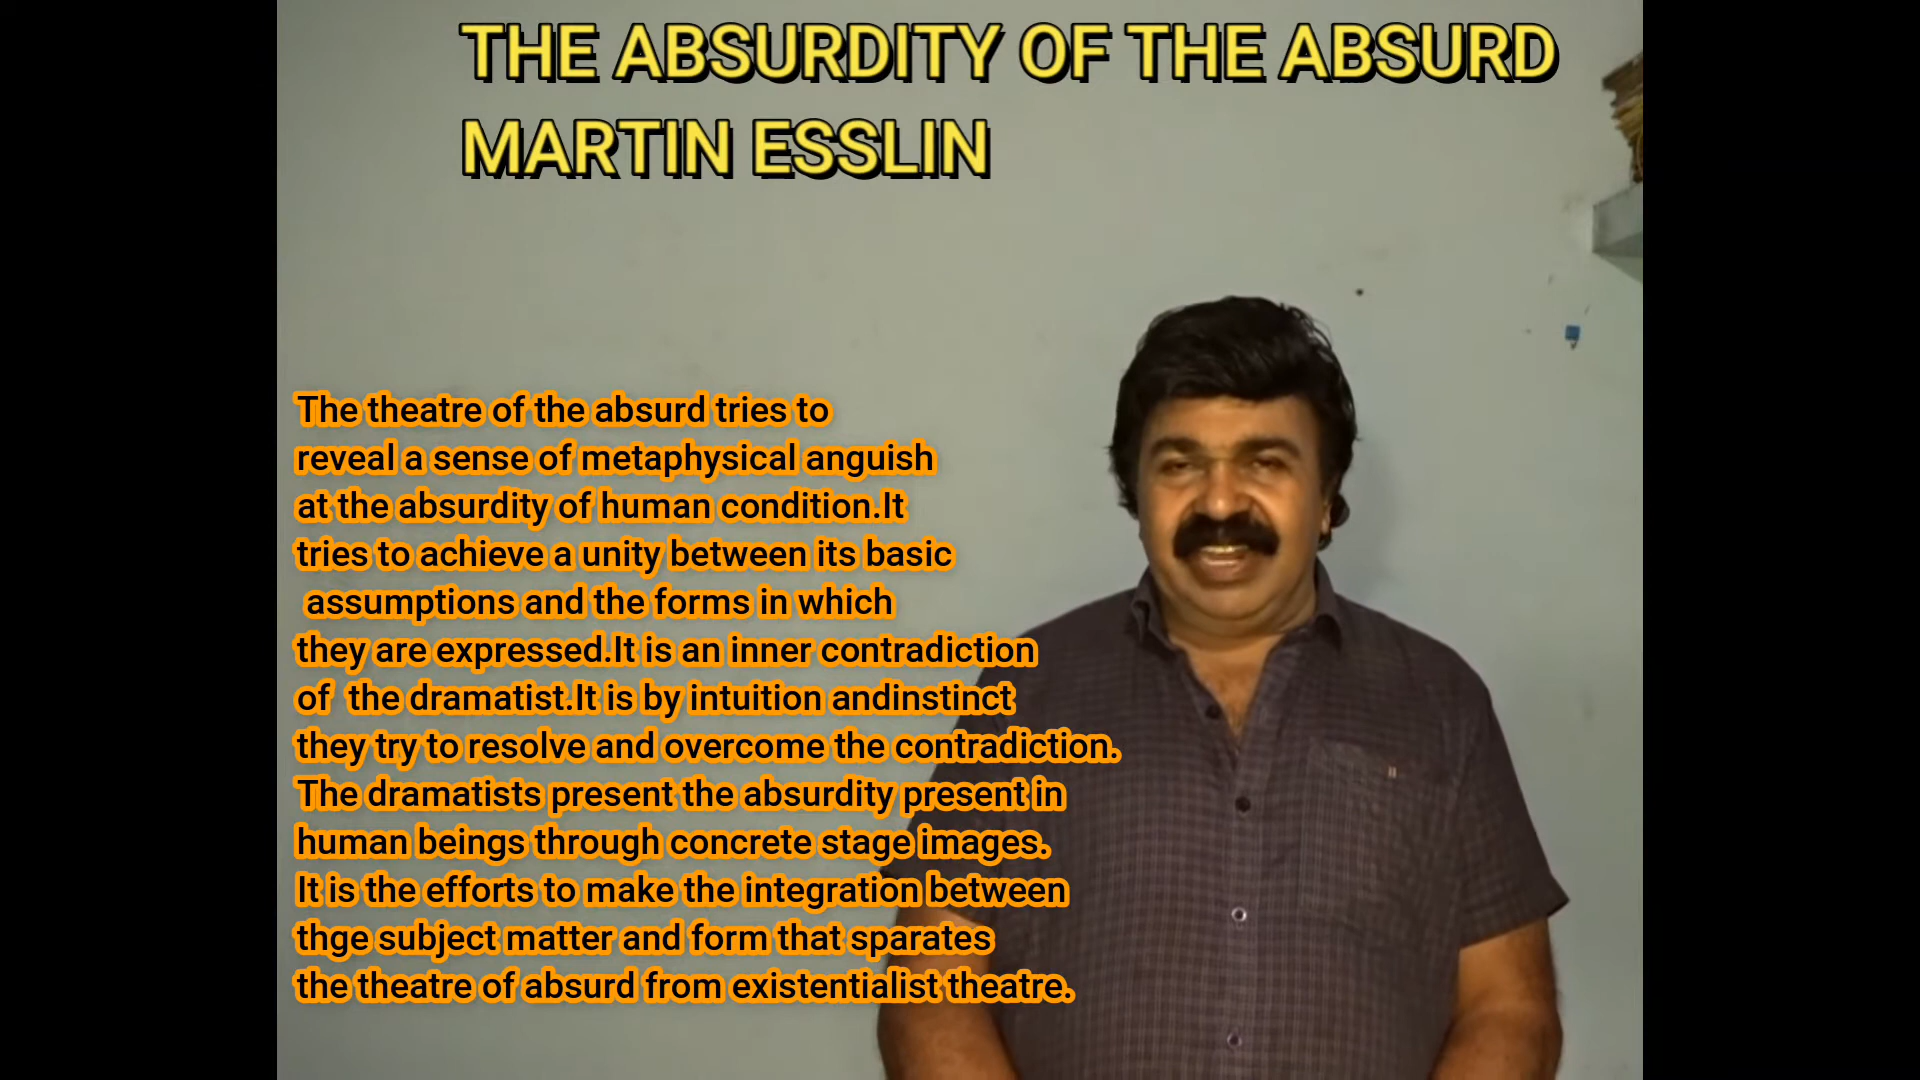 THE ABSURDITY OF THE ABSURD
MARTIN ESSLIN
The theatre of the absurd tries to
reveal a sense of metaphysical anguish
at the absurdity of human condition.It
tries to achieve a unity between its basic
assumptions and the forms in which
they are expressed.It is an inner contradiction
of the dramatist.It is by intuition andinstinct
they try to resolve and overcome the contradiction.
The dramatists present the absurdity present in
human beings through concrete stage images.
It is the efforts to make the integration between
thge subject matter and form that sparates
the theatre of absurd from existentialist theatre.